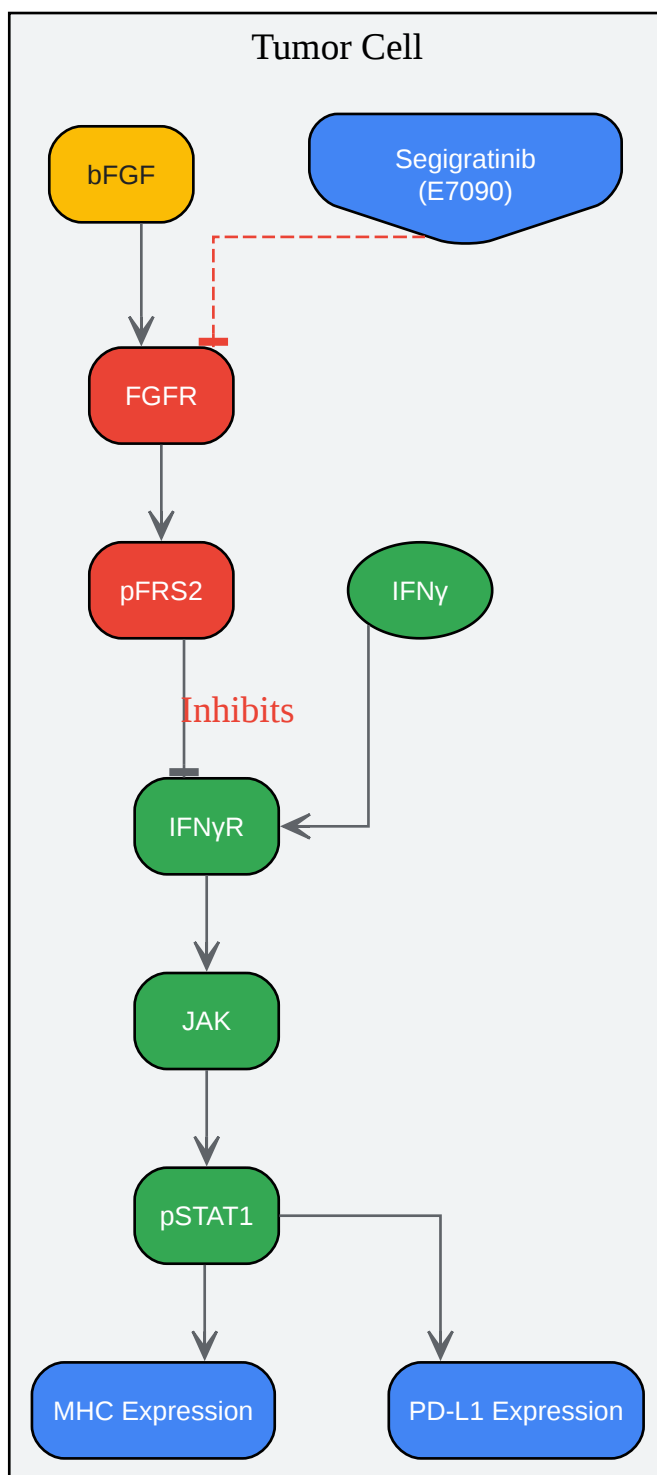 Tumor Cell
bFGF
Segigratinib
(E7090)
FGFR
pFRS2
IFNγ
Inhibits
IFNγR
JAK
pSTAT1
MHC Expression
PD-L1 Expression